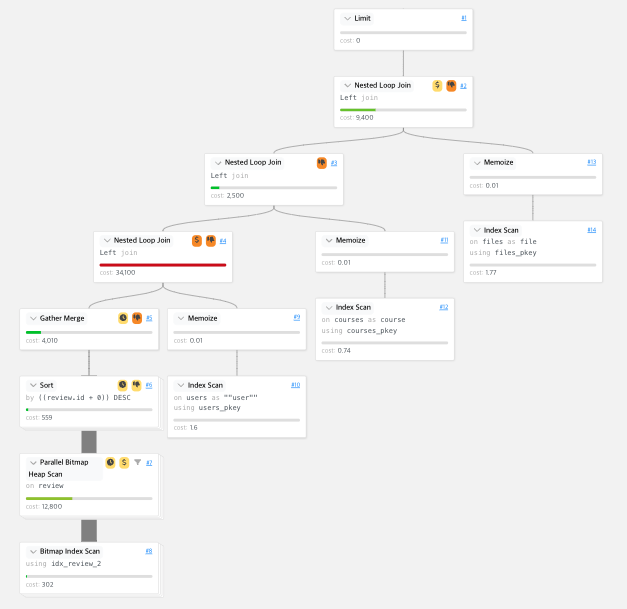 Limit #1
cost: 0
Nested Loop Join $ #2
Left join
cost: 9,400
Nested Loop Join #3
Left join
cost: 2,500
Memoize #13
cost: 0.01
Nested Loop Join $ #4
Left join
cost: 34,100
Memoize #11
cost: 0.01
Index Scan #14
on files as file
using files_pkey
cost: 1.77
Gather Merge #5
cost: 4,010
Memoize #9
cost: 0.01
Index Scan #12
on courses as course
using courses_pkey
cost: 0.74
Sort #6
by ((review.id + 0)) DESC
cost: 559
Index Scan #10
on users as ""user""
using users_pkey
cost: 1.6
Parallel Bitmap $ #7
Heap Scan
on review
cost: 12,800
Bitmap Index Scan #8
using idx_review_2
cost: 302